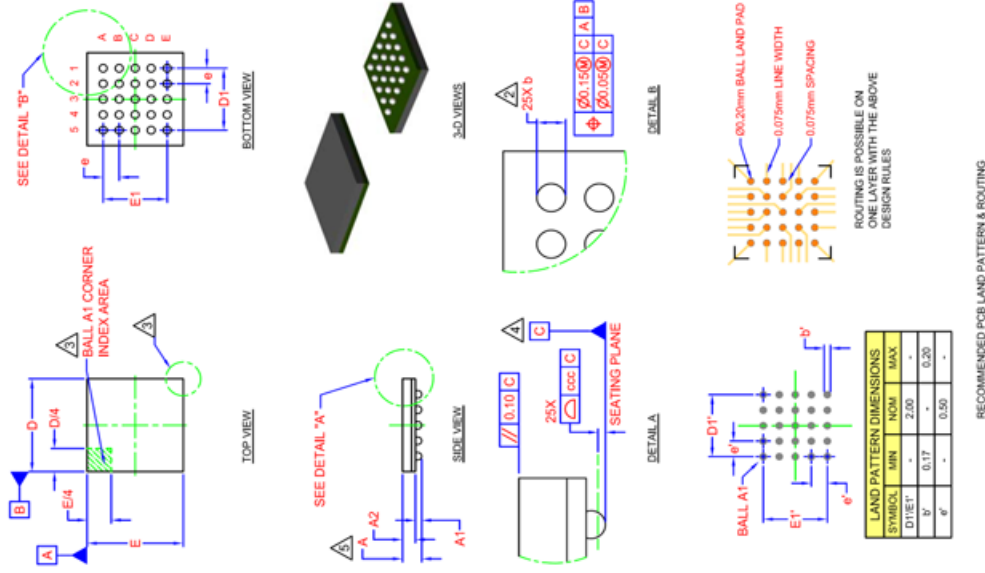 B
A
D
D/4
E/4
E
3
BALL A1 CORNER
INDEX AREA
3
TOP VIEW
SEE DETAIL "B"
A B C D E
1
2
3
4
5
e
E1
e
D1
BOTTOM VIEW
SEE DETAIL "A"
5
A
A2
A1
SIDE VIEW
3-D VIEWS
// 0.10 C
4
C
25X
ccc C
SEATING PLANE
DETAIL A
2
25X b
Ø0.15Ⓜ C A B
Ø0.05Ⓜ C
DETAIL B
BALL A1
D1'
e'
E1'
e'
b'
Ø0.20mm BALL LAND PAD
0.075mm LINE WIDTH
0.075mm SPACING
ROUTING IS POSSIBLE ON
ONE LAYER WITH THE ABOVE
DESIGN RULES
LAND PATTERN DIMENSIONS
SYMBOL MIN NOM MAX
D1'/E1' - 2.00 -
b' 0.17 - 0.20
e' - 0.50 -
RECOMMENDED PCB LAND PATTERN & ROUTING